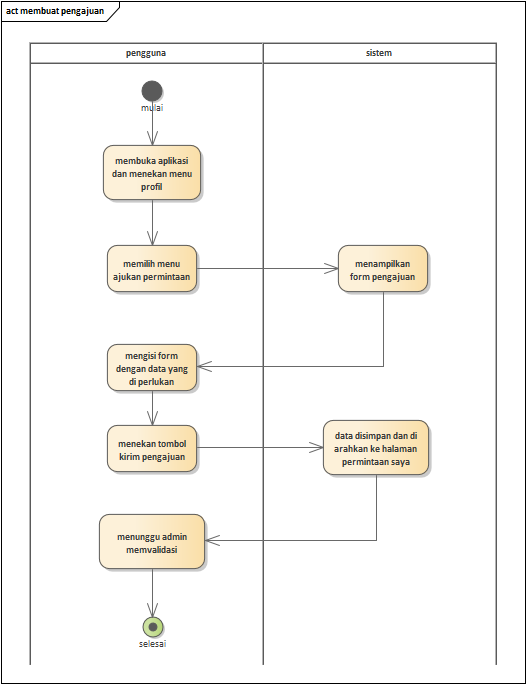 act membuat pengajuan
pengguna
sistem
mulai
membuka aplikasi
dan menekan menu
profil
memilih menu
ajukan permintaan
menampilkan
form pengajuan
mengisi form
dengan data yang
di perlukan
menekan tombol
kirim pengajuan
data disimpan dan di
arahkan ke halaman
permintaan saya
menunggu admin
memvalidasi
selesai